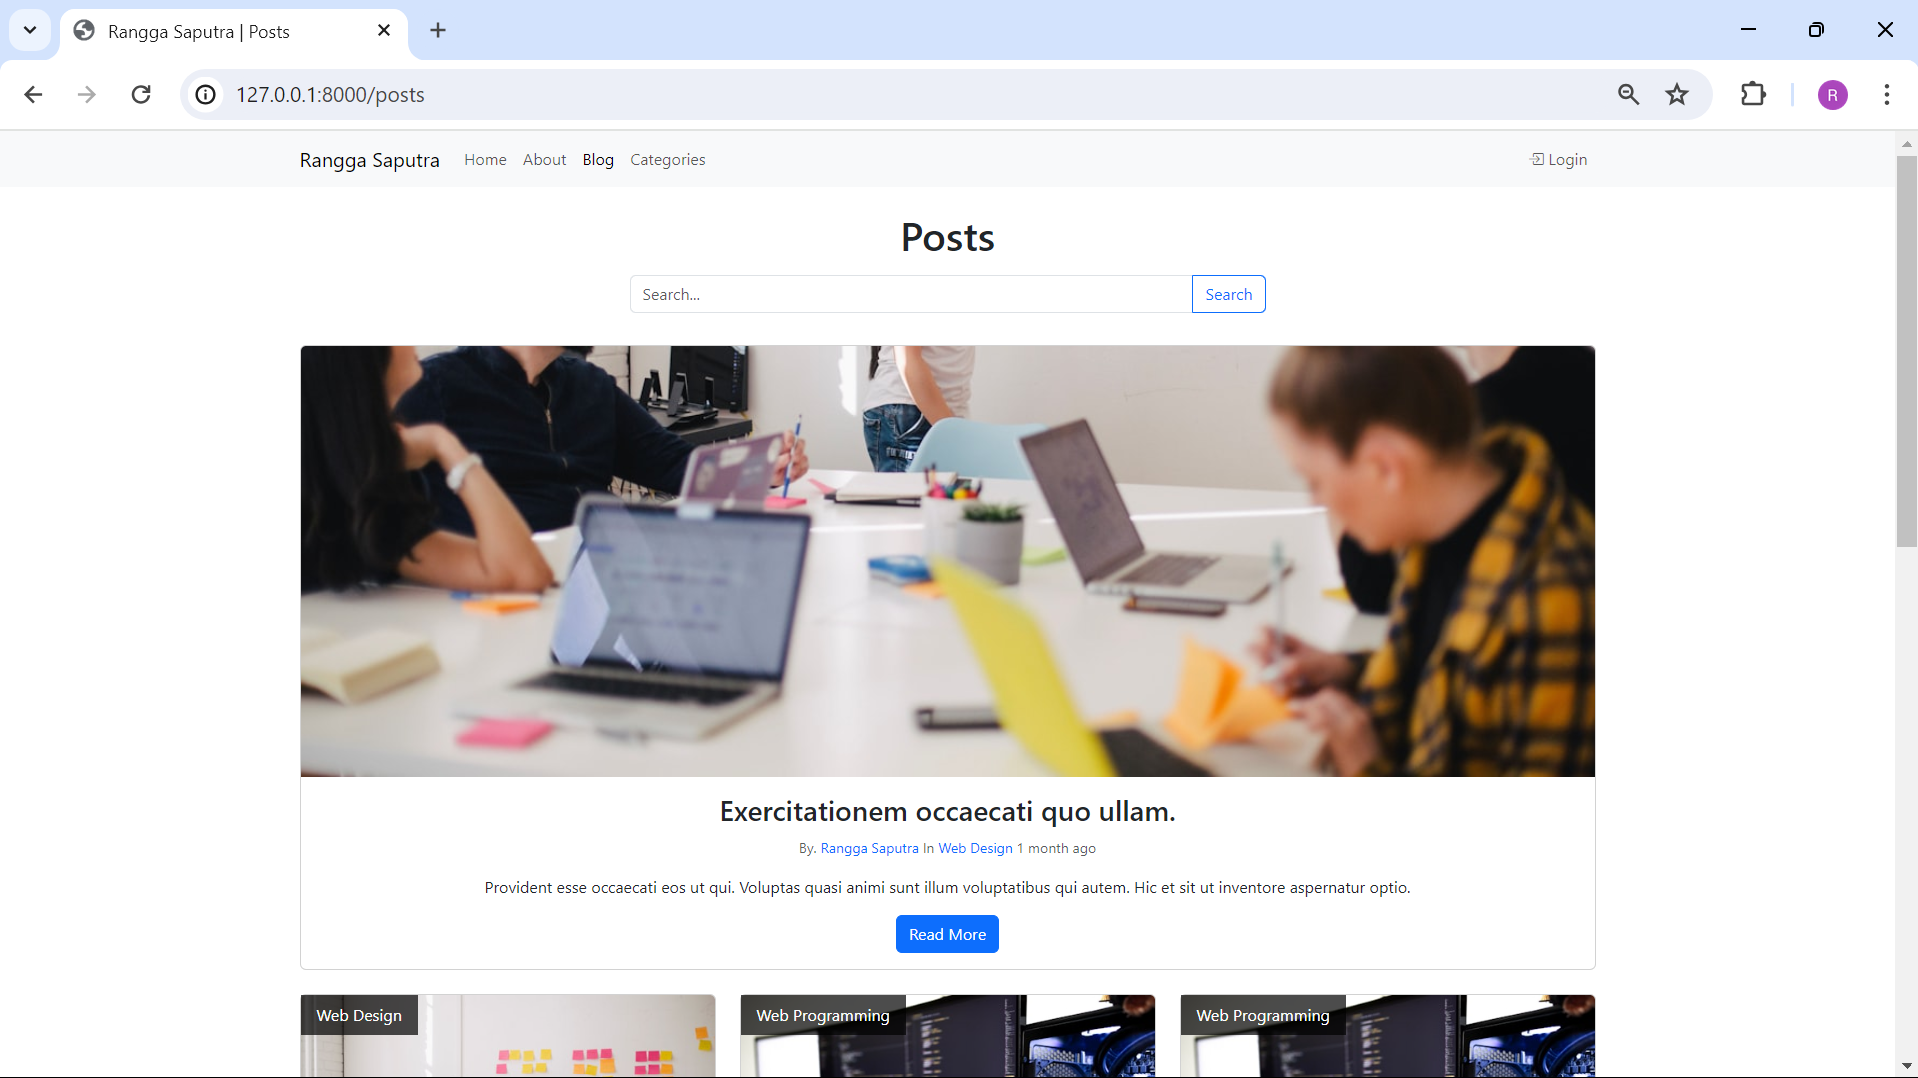 Rangga Saputra | Posts
127.0.0.1:8000/posts
R
Rangga Saputra Home About Blog Categories Login
Posts
Search... Search
Exercitationem occaecati quo ullam.
By. Rangga Saputra In Web Design 1 month ago
Provident esse occaecati eos ut qui. Voluptas quasi animi sunt illum voluptatibus qui autem. Hic et sit ut inventore aspernatur optio.
Read More
Web Design Web Programming Web Programming